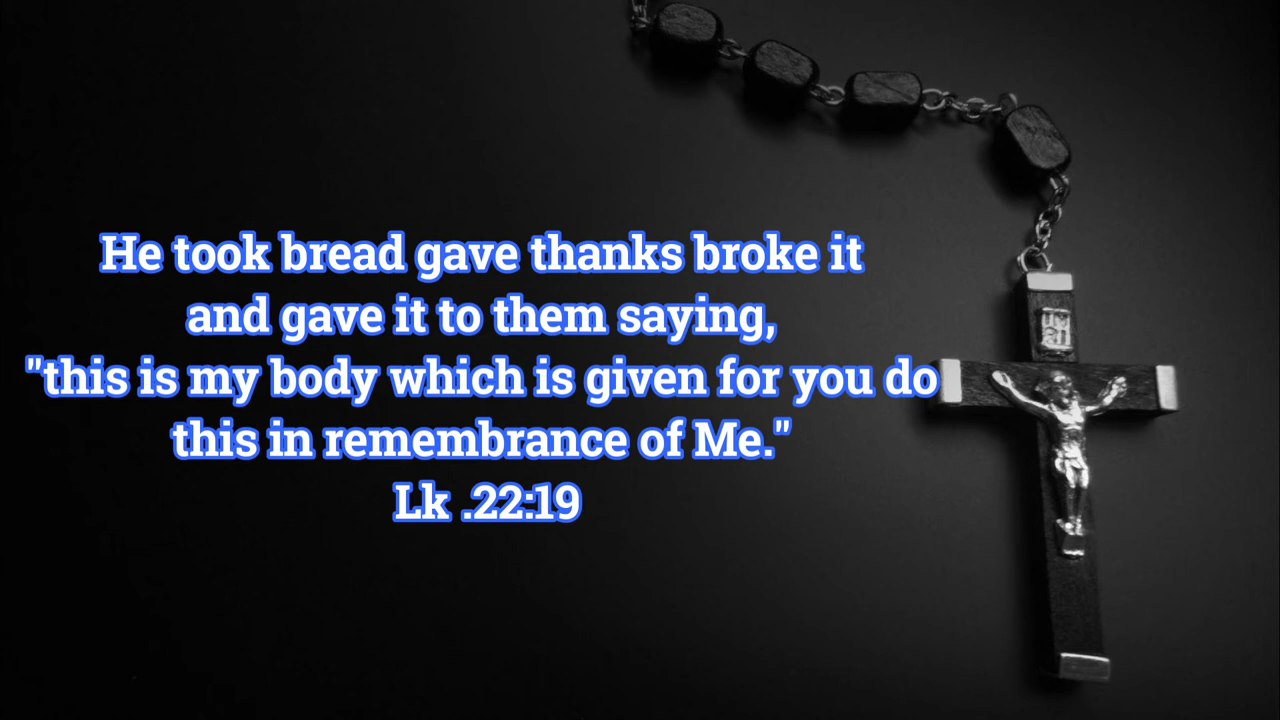 He took bread gave thanks broke it
and gave it to them saying,
"this is my body which is given for you do
this in remembrance of Me."
Lk .22:19